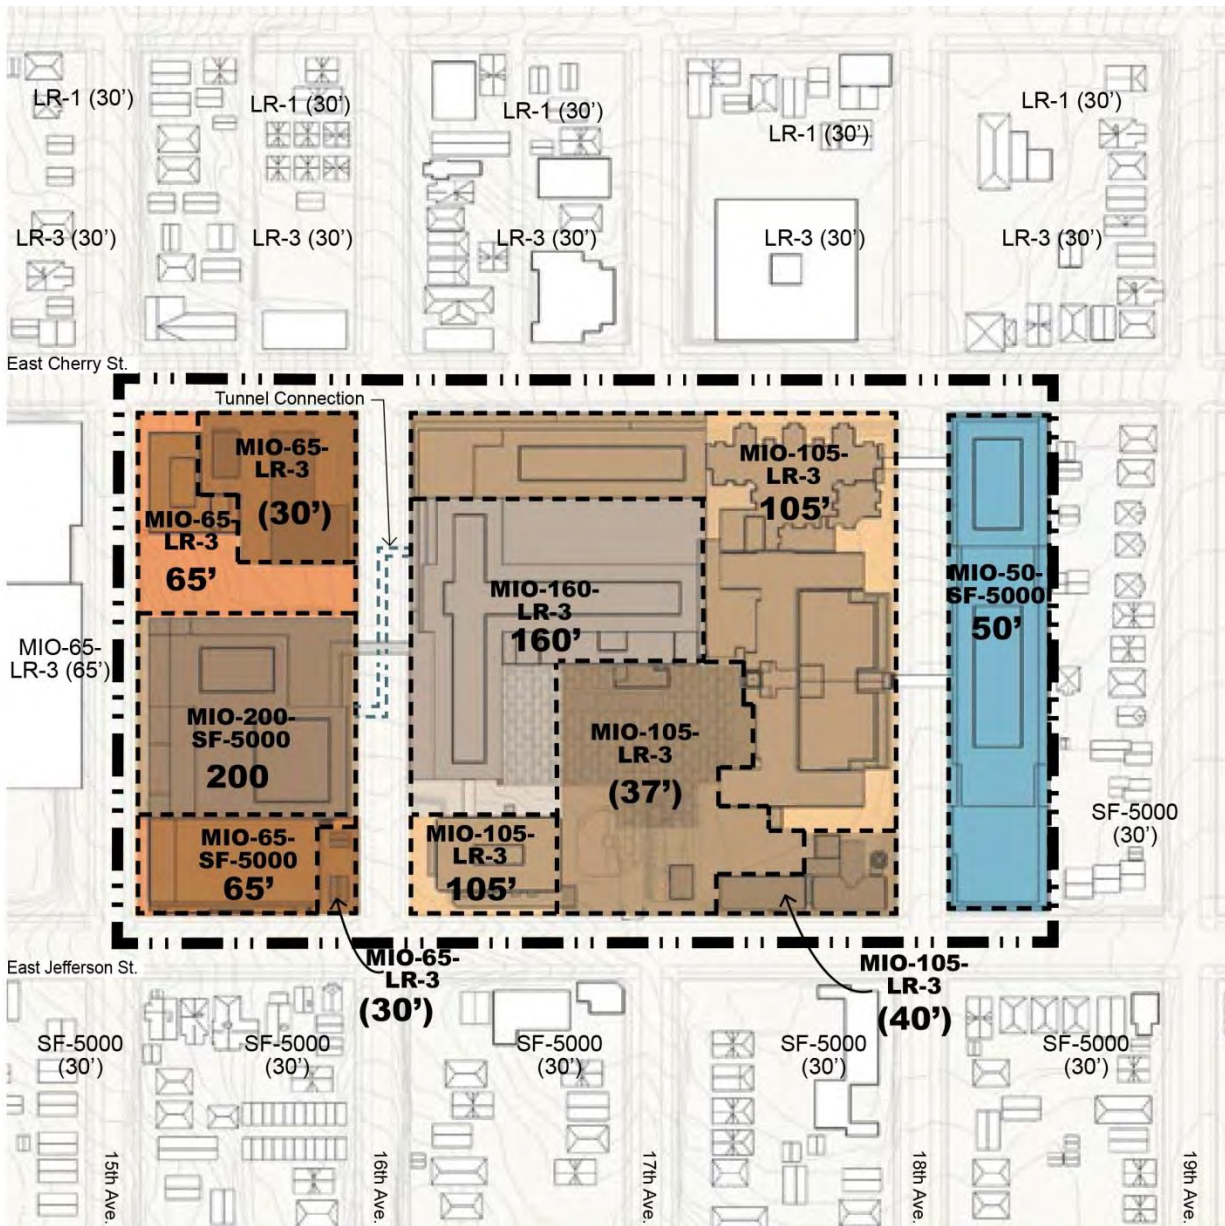 LR-1 (30')
LR-1 (30')
LR-1 (30')
LR-1 (30')
LR-1 (30')
LR-3 (30')
LR-3 (30')
LR-3 (30')
LR-3 (30')
LR-3 (30')
East Cherry St.
Tunnel Connection
MIO-65-
LR-3
(30')
MIO-65-
LR-3
65'
MIO-105-
LR-3
105'
MIO-160-
LR-3
160'
MIO-50-
SF-5000
50'
MIO-65-
LR-3 (65')
MIO-200-
SF-5000
200
MIO-105-
LR-3
(37')
MIO-65-
SF-5000
65'
MIO-105-
LR-3
105'
SF-5000
(30')
East Jefferson St.
MIO-65-
LR-3
(30')
MIO-105-
LR-3
(40')
SF-5000
(30')
SF-5000
(30')
SF-5000
(30')
SF-5000
(30')
SF-5000
(30')
15th Ave.
16th Ave.
17th Ave.
18th Ave.
19th Ave.